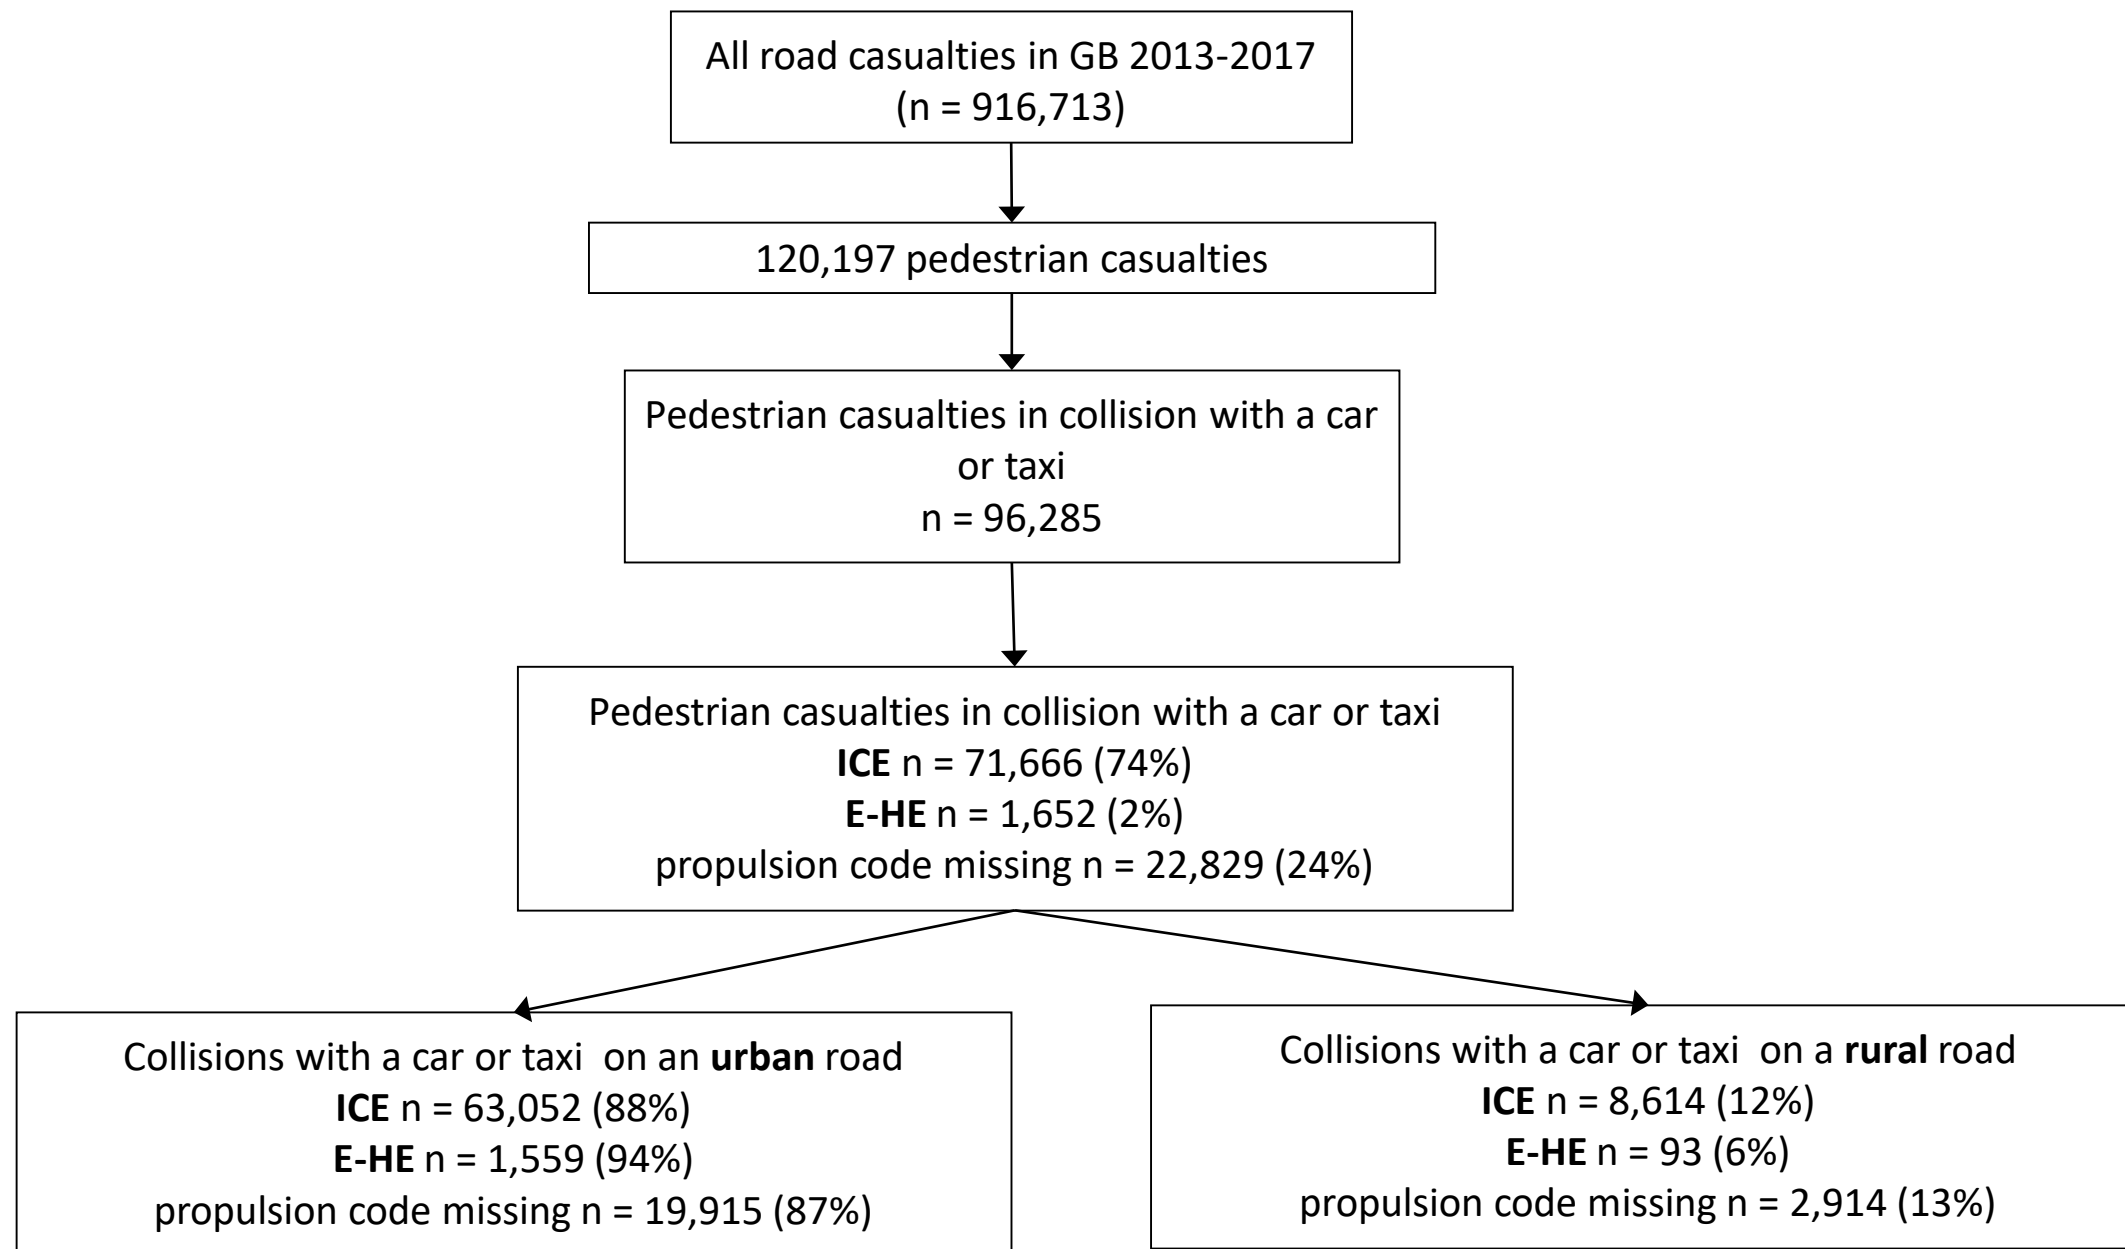 All road casualties in GB 2013-2017
(n = 916,713)
120,197 pedestrian casualties
Pedestrian casualties in collision with a car
or taxi
n = 96,285
Pedestrian casualties in collision with a car or taxi
ICE n = 71,666 (74%)
E-HE n = 1,652 (2%)
propulsion code missing n = 22,829 (24%)
Collisions with a car or taxi  on an urban road
ICE n = 63,052 (88%)
E-HE n = 1,559 (94%)
propulsion code missing n = 19,915 (87%)
Collisions with a car or taxi  on a rural road
ICE n = 8,614 (12%)
E-HE n = 93 (6%)
propulsion code missing n = 2,914 (13%)